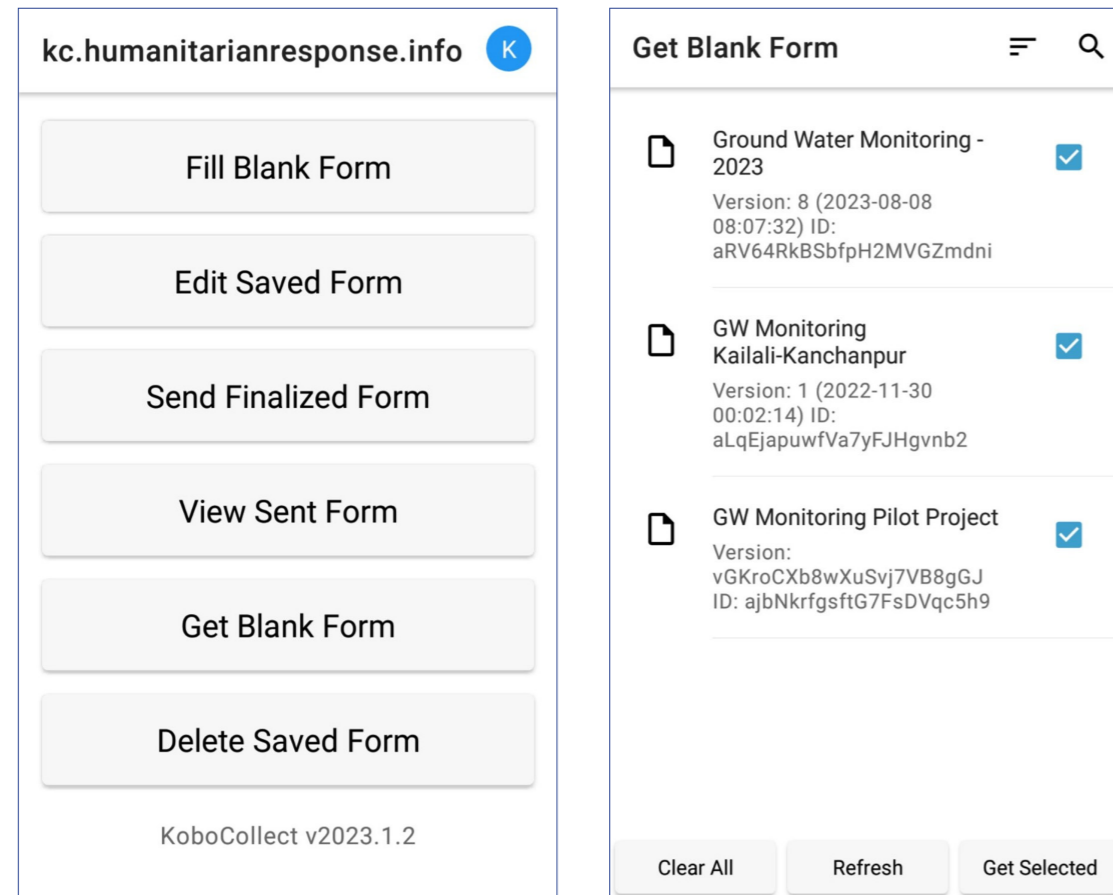 kc.humanitarianresponse.info
K
Fill Blank Form
Edit Saved Form
Send Finalized Form
View Sent Form
Get Blank Form
Delete Saved Form
KoboCollect v2023.1.2
Get Blank Form
Ground Water Monitoring -
2023
Version: 8 (2023-08-08
08:07:32) ID:
aRV64RkBSbfpH2MVGZmdni
GW Monitoring
Kailali-Kanchanpur
Version: 1 (2022-11-30
00:02:14) ID:
aLqEjapuwfVa7yFJHgvnb2
GW Monitoring Pilot Project
Version:
vGKroCXb8wXuSvj7VB8gGJ
ID: ajbNkrfgsftG7FsDVqc5h9
Clear All
Refresh
Get Selected